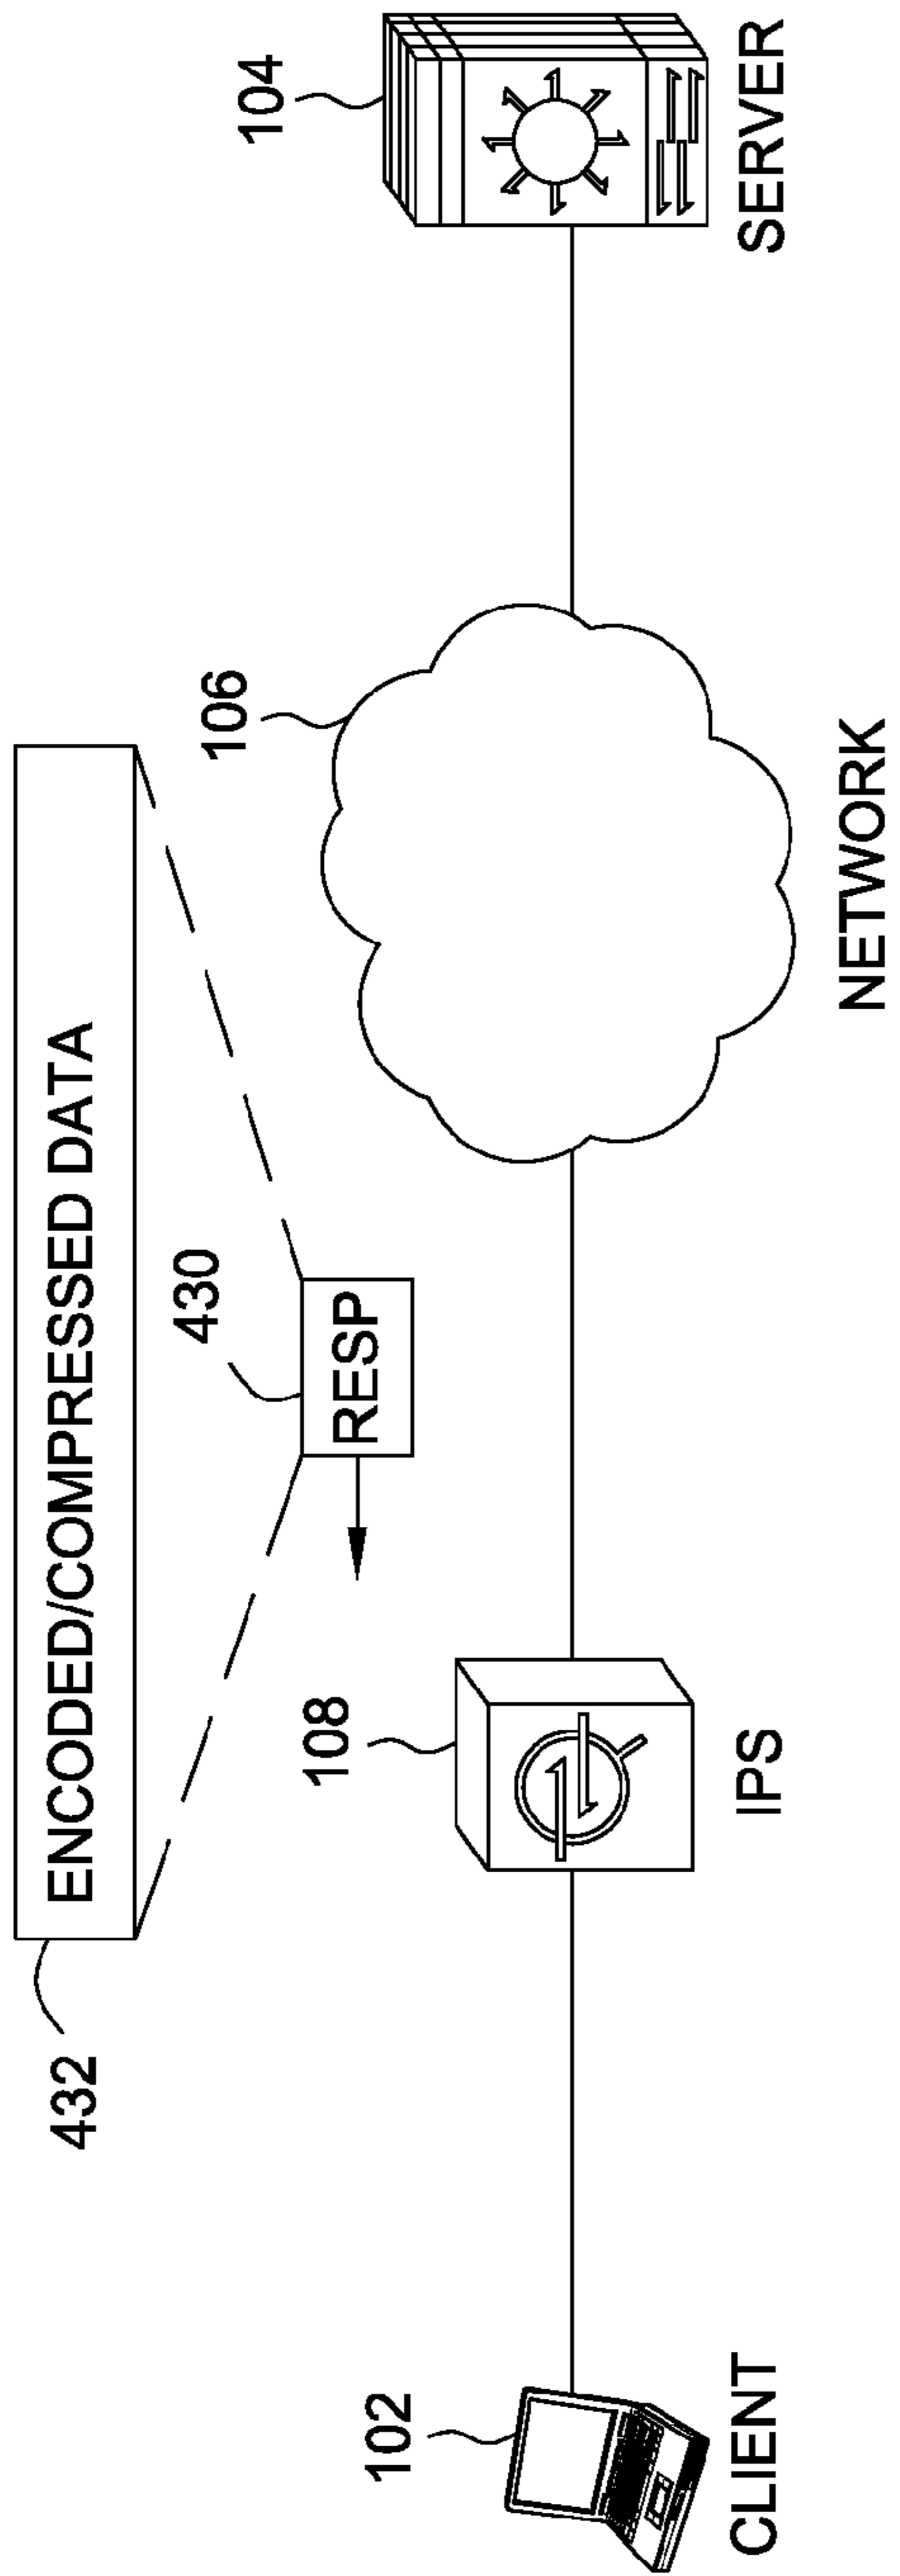 432
ENCODED/COMPRESSED DATA
430
RESP
106
104
108
102
CLIENT
IPS
NETWORK
SERVER